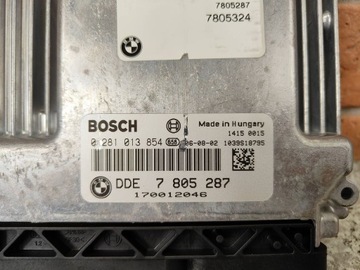 7805287
7805324
BOSCH
Made in Hungary
1415 0015
0 281 013 854 06-08-02 1039S18795
DDE 7 805 287
170012046